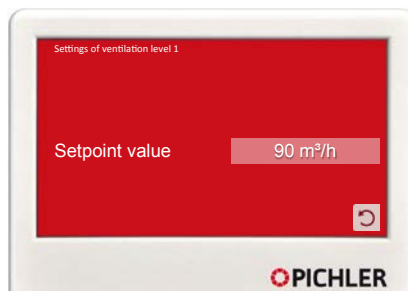 Settings of ventilation level 1
Setpoint value 90 m³/h
PICHLER